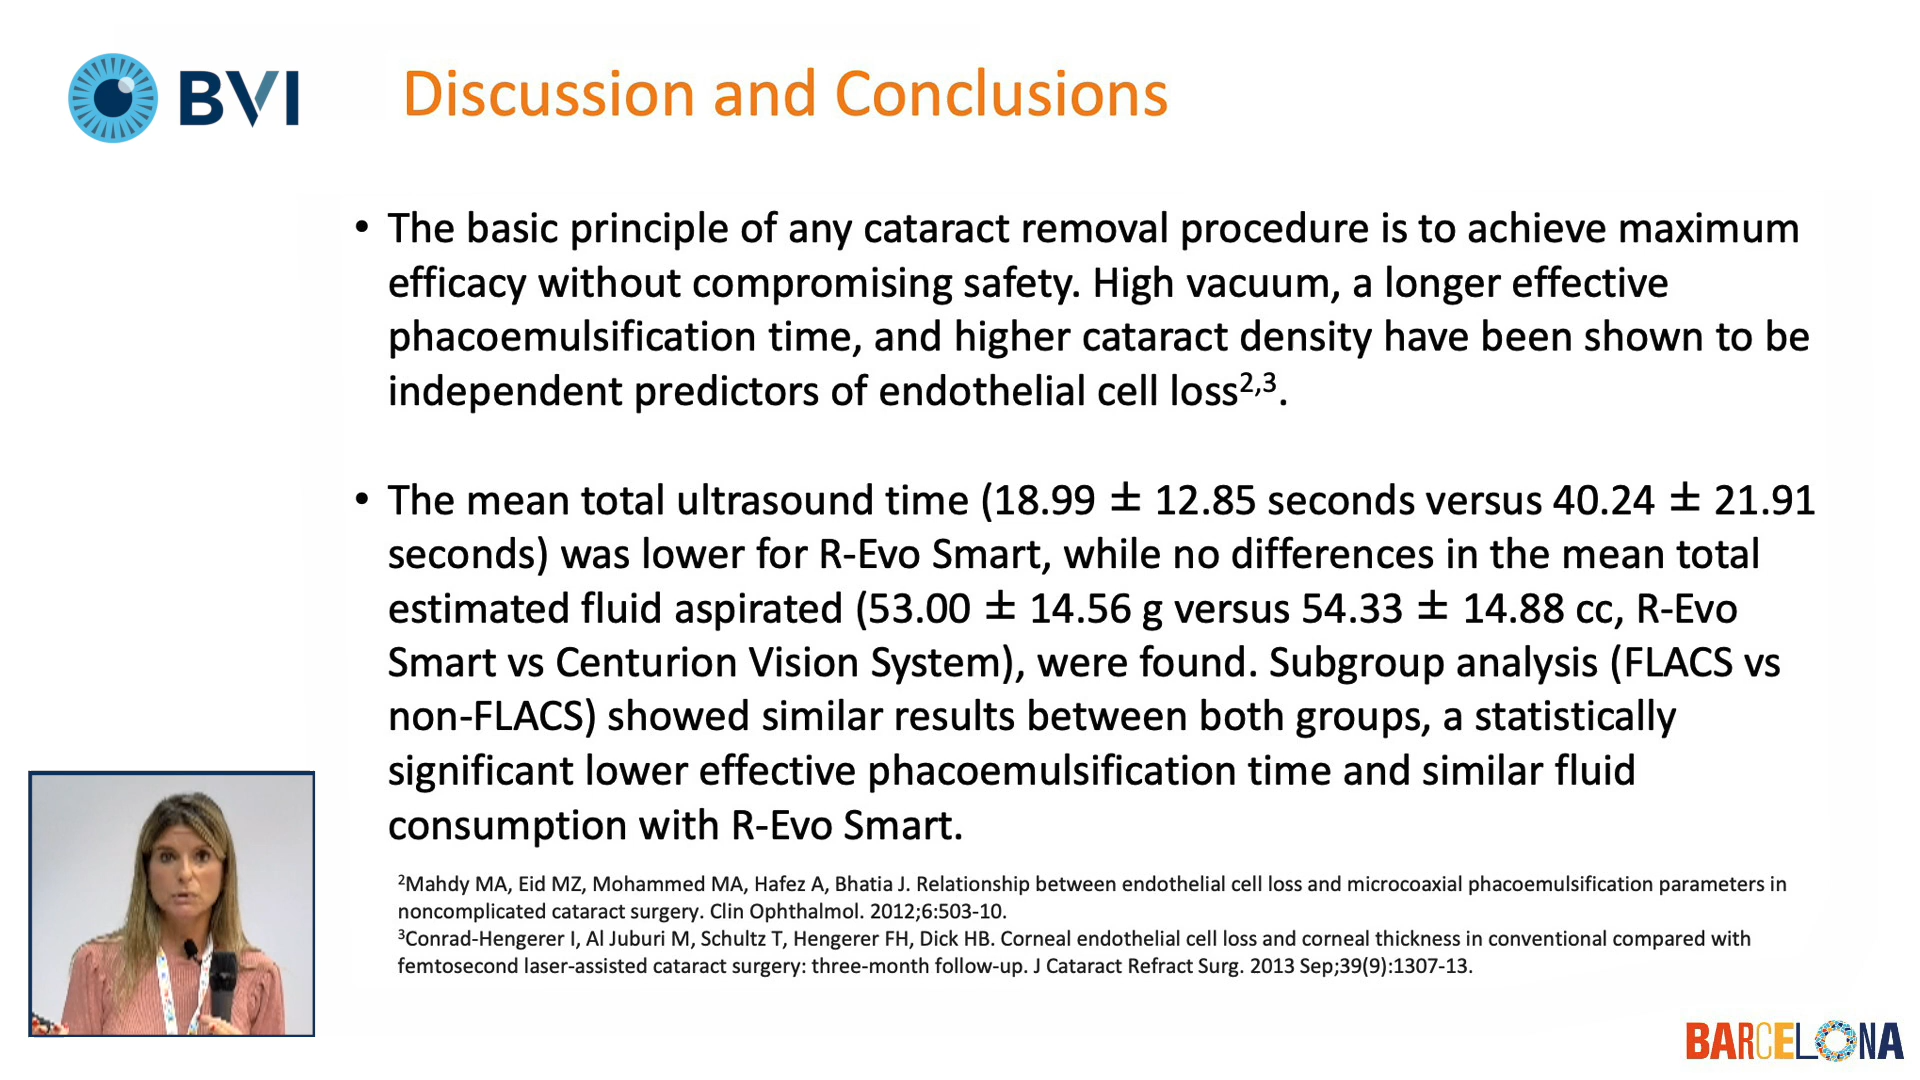 BVI
Discussion and Conclusions
• The basic principle of any cataract removal procedure is to achieve maximum
efficacy without compromising safety. High vacuum, a longer effective
phacoemulsification time, and higher cataract density have been shown to be
independent predictors of endothelial cell loss²,³.
• The mean total ultrasound time (18.99 ± 12.85 seconds versus 40.24 ± 21.91
seconds) was lower for R-Evo Smart, while no differences in the mean total
estimated fluid aspirated (53.00 ± 14.56 g versus 54.33 ± 14.88 cc, R-Evo
Smart vs Centurion Vision System), were found. Subgroup analysis (FLACS vs
non-FLACS) showed similar results between both groups, a statistically
significant lower effective phacoemulsification time and similar fluid
consumption with R-Evo Smart.
²Mahdy MA, Eid MZ, Mohammed MA, Hafez A, Bhatia J. Relationship between endothelial cell loss and microcoaxial phacoemulsification parameters in
noncomplicated cataract surgery. Clin Ophthalmol. 2012;6:503-10.
³Conrad-Hengerer I, Al Juburi M, Schultz T, Hengerer FH, Dick HB. Corneal endothelial cell loss and corneal thickness in conventional compared with
femtosecond laser-assisted cataract surgery: three-month follow-up. J Cataract Refract Surg. 2013 Sep;39(9):1307-13.
BARCELONA